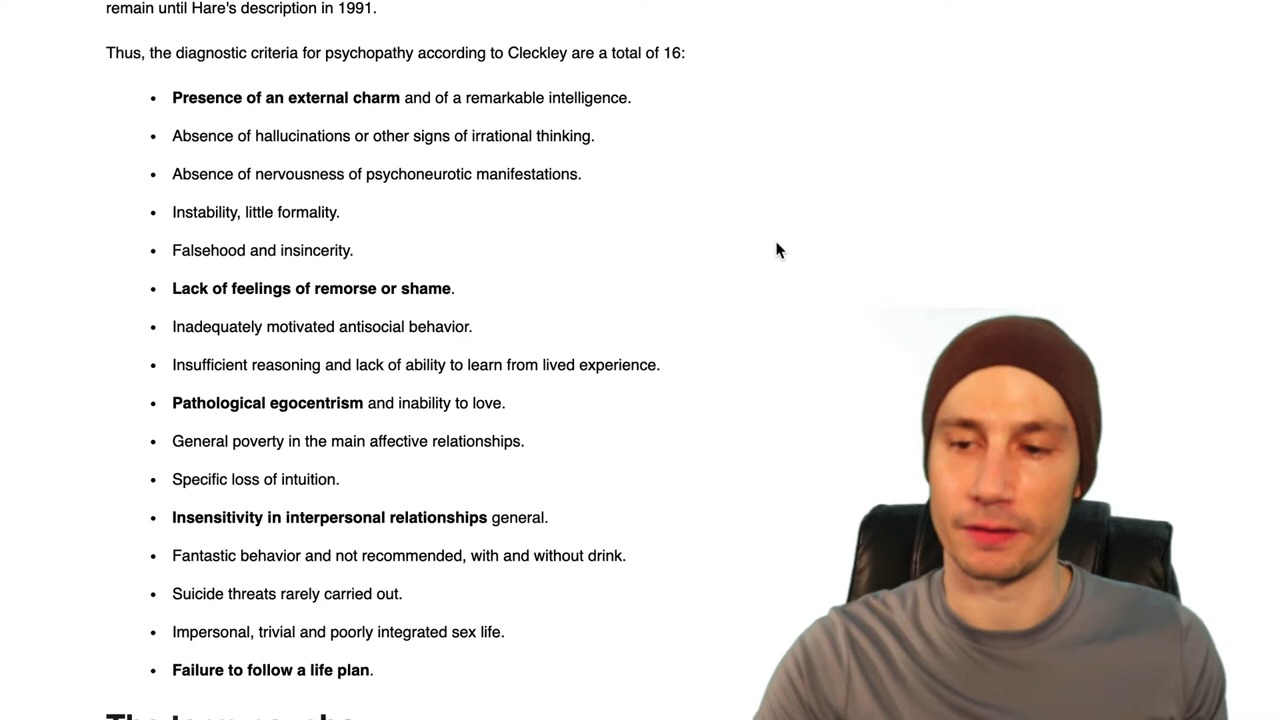 remain until Hare's description in 1991.
Thus, the diagnostic criteria for psychopathy according to Cleckley are a total of 16:
• Presence of an external charm and of a remarkable intelligence.
• Absence of hallucinations or other signs of irrational thinking.
• Absence of nervousness of psychoneurotic manifestations.
• Instability, little formality.
• Falsehood and insincerity.
• Lack of feelings of remorse or shame.
• Inadequately motivated antisocial behavior.
• Insufficient reasoning and lack of ability to learn from lived experience.
• Pathological egocentrism and inability to love.
• General poverty in the main affective relationships.
• Specific loss of intuition.
• Insensitivity in interpersonal relationships general.
• Fantastic behavior and not recommended, with and without drink.
• Suicide threats rarely carried out.
• Impersonal, trivial and poorly integrated sex life.
• Failure to follow a life plan.